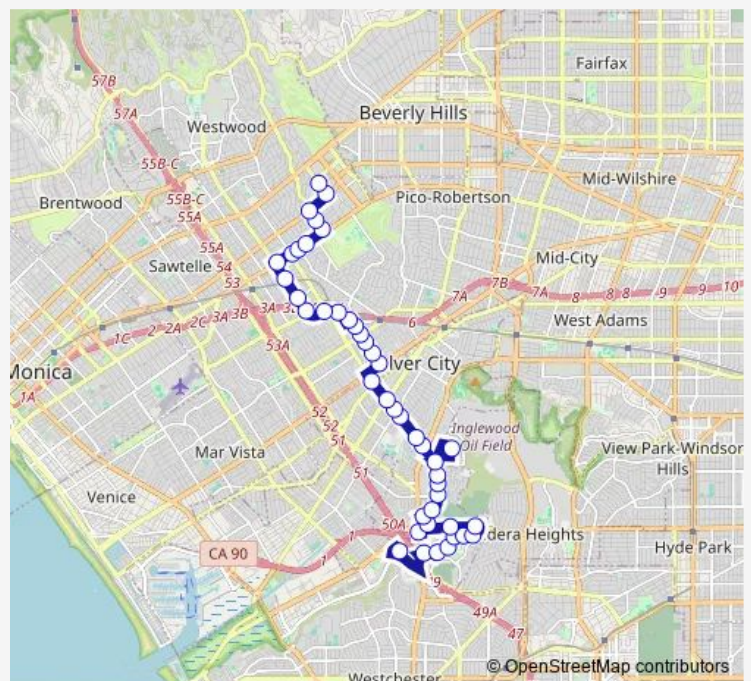 57B
Fairfax
57A
Beverly Hills
Westwood
55B-C
Mid-Wilshire
Brentwood
55B-C
Pico-Robertson
55A
55A
Sawtelle 54
Mid-City
53
7B
7A
7A
8
8
9
9
10
3A
6
West Adams
1C
2
2A
2C
3A
3B
53A
lver City
Monica
1A
52
52
51
Inglewood
Oil Field
Mar Vista
View Park-Windsor
Hills
51
Venice
50A
dera Heights
1
CA 90
1
Hyde Park
9
49A
47
© OpenStreetMap contributors
Westchester